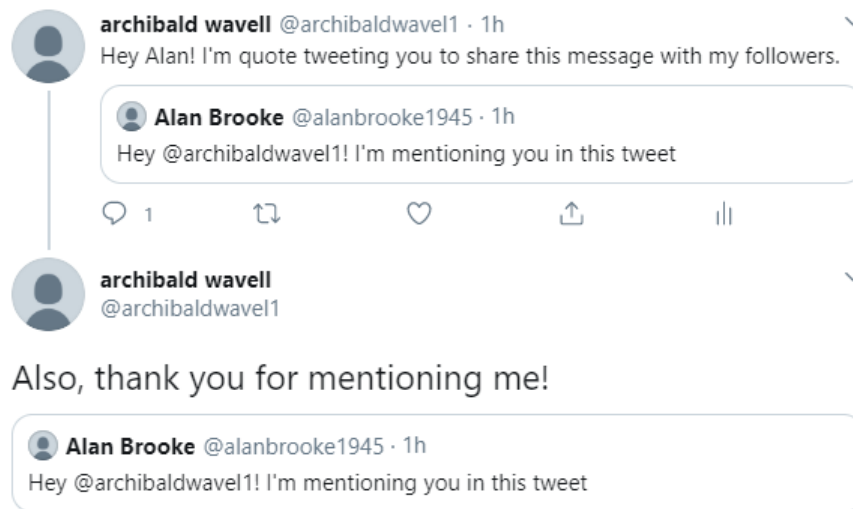 archibald wavell @archibaldwavel1 · 1h
Hey Alan! I'm quote tweeting you to share this message with my followers.
Alan Brooke @alanbrooke1945 · 1h
Hey @archibaldwavel1! I'm mentioning you in this tweet
1
archibald wavell
@archibaldwavel1
Also, thank you for mentioning me!
Alan Brooke @alanbrooke1945 · 1h
Hey @archibaldwavel1! I'm mentioning you in this tweet